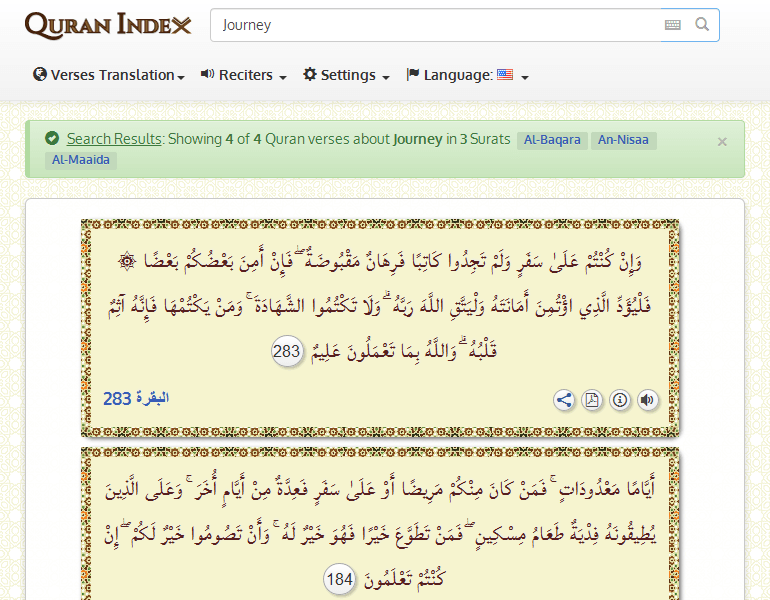 Quran Index
Journey
Verses Translation Reciters Settings Language:
Search Results: Showing 4 of 4 Quran verses about Journey in 3 Surats Al-Baqara An-Nisaa ×
Al-Maaida
وَإِنْ كُنْتُمْ عَلَىٰ سَفَرٍ وَلَمْ تَجِدُوا كَاتِبًا فَرِهَانٌ مَقْبُوضَةٌ ۖ فَإِنْ أَمِنَ بَعْضُكُمْ بَعْضًا ۞
فَلْيُؤَدِّ الَّذِي اؤْتُمِنَ أَمَانَتَهُ وَلْيَتَّقِ اللَّهَ رَبَّهُ ۗ وَلَا تَكْتُمُوا الشَّهَادَةَ ۚ وَمَنْ يَكْتُمْهَا فَإِنَّهُ آثِمٌ
قَلْبُهُ ۗ وَاللَّهُ بِمَا تَعْمَلُونَ عَلِيمٌ 283
البقرة 283
أَيَّامًا مَعْدُودَاتٍ ۚ فَمَنْ كَانَ مِنْكُمْ مَرِيضًا أَوْ عَلَىٰ سَفَرٍ فَعِدَّةٌ مِنْ أَيَّامٍ أُخَرَ ۚ وَعَلَى الَّذِينَ
يُطِيقُونَهُ فِدْيَةٌ طَعَامُ مِسْكِينٍ ۖ فَمَنْ تَطَوَّعَ خَيْرًا فَهُوَ خَيْرٌ لَهُ ۚ وَأَنْ تَصُومُوا خَيْرٌ لَكُمْ ۖ إِنْ
كُنْتُمْ تَعْلَمُونَ 184